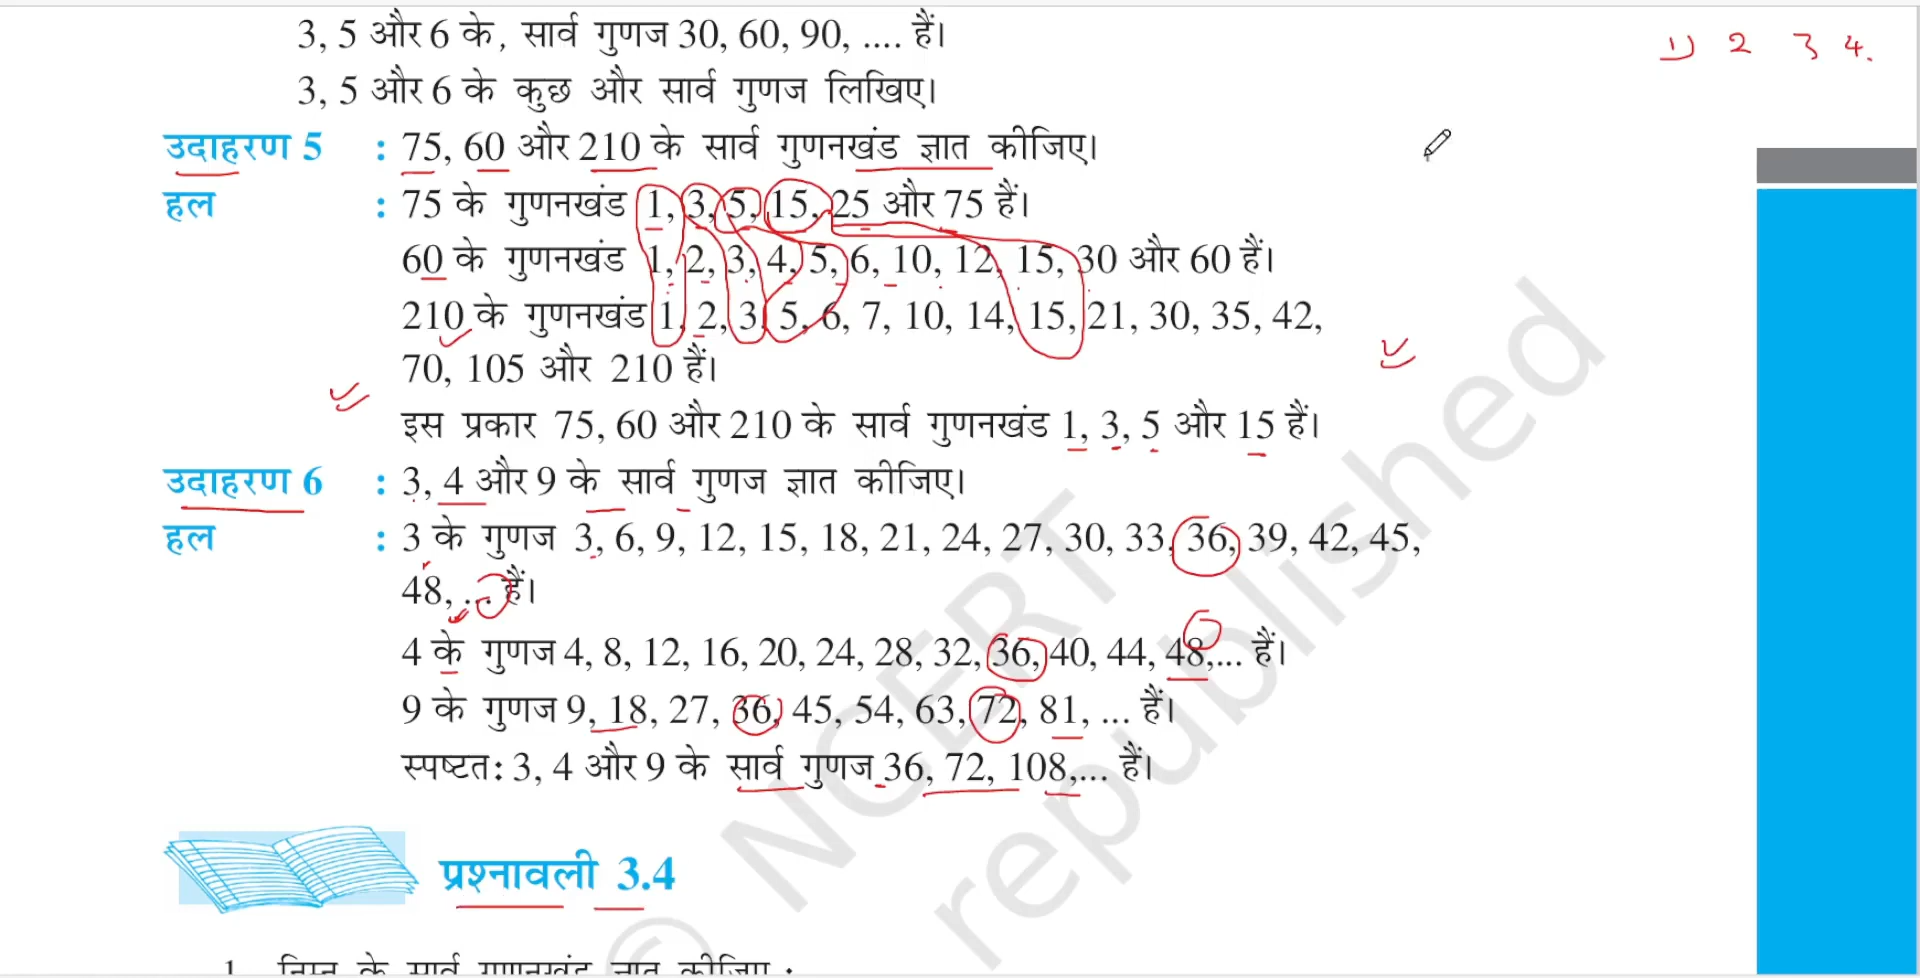 3, 5 और 6 के, सार्व गुणज 30, 60, 90, .... हैं।
1) 2 3 4.
3, 5 और 6 के कुछ और सार्व गुणज लिखिए।
उदाहरण 5 : 75, 60 और 210 के सार्व गुणनखंड ज्ञात कीजिए।
हल : 75 के गुणनखंड 1, 3, 5, 15, 25 और 75 हैं।
60 के गुणनखंड 1, 2, 3, 4, 5, 6, 10, 12, 15, 30 और 60 हैं।
210 के गुणनखंड 1, 2, 3, 5, 6, 7, 10, 14, 15, 21, 30, 35, 42,
70, 105 और 210 हैं।
इस प्रकार 75, 60 और 210 के सार्व गुणनखंड 1, 3, 5 और 15 हैं।
उदाहरण 6 : 3, 4 और 9 के सार्व गुणज ज्ञात कीजिए।
हल : 3 के गुणज 3, 6, 9, 12, 15, 18, 21, 24, 27, 30, 33, 36, 39, 42, 45,
48, ... हैं।
4 के गुणज 4, 8, 12, 16, 20, 24, 28, 32, 36, 40, 44, 48,... हैं।
9 के गुणज 9, 18, 27, 36, 45, 54, 63, 72, 81, ... हैं।
स्पष्टत: 3, 4 और 9 के सार्व गुणज 36, 72, 108,... हैं।
प्रश्नावली 3.4
1. निम्न के सार्व गुणनखंड ज्ञात कीजिए :
© NCERT
republished